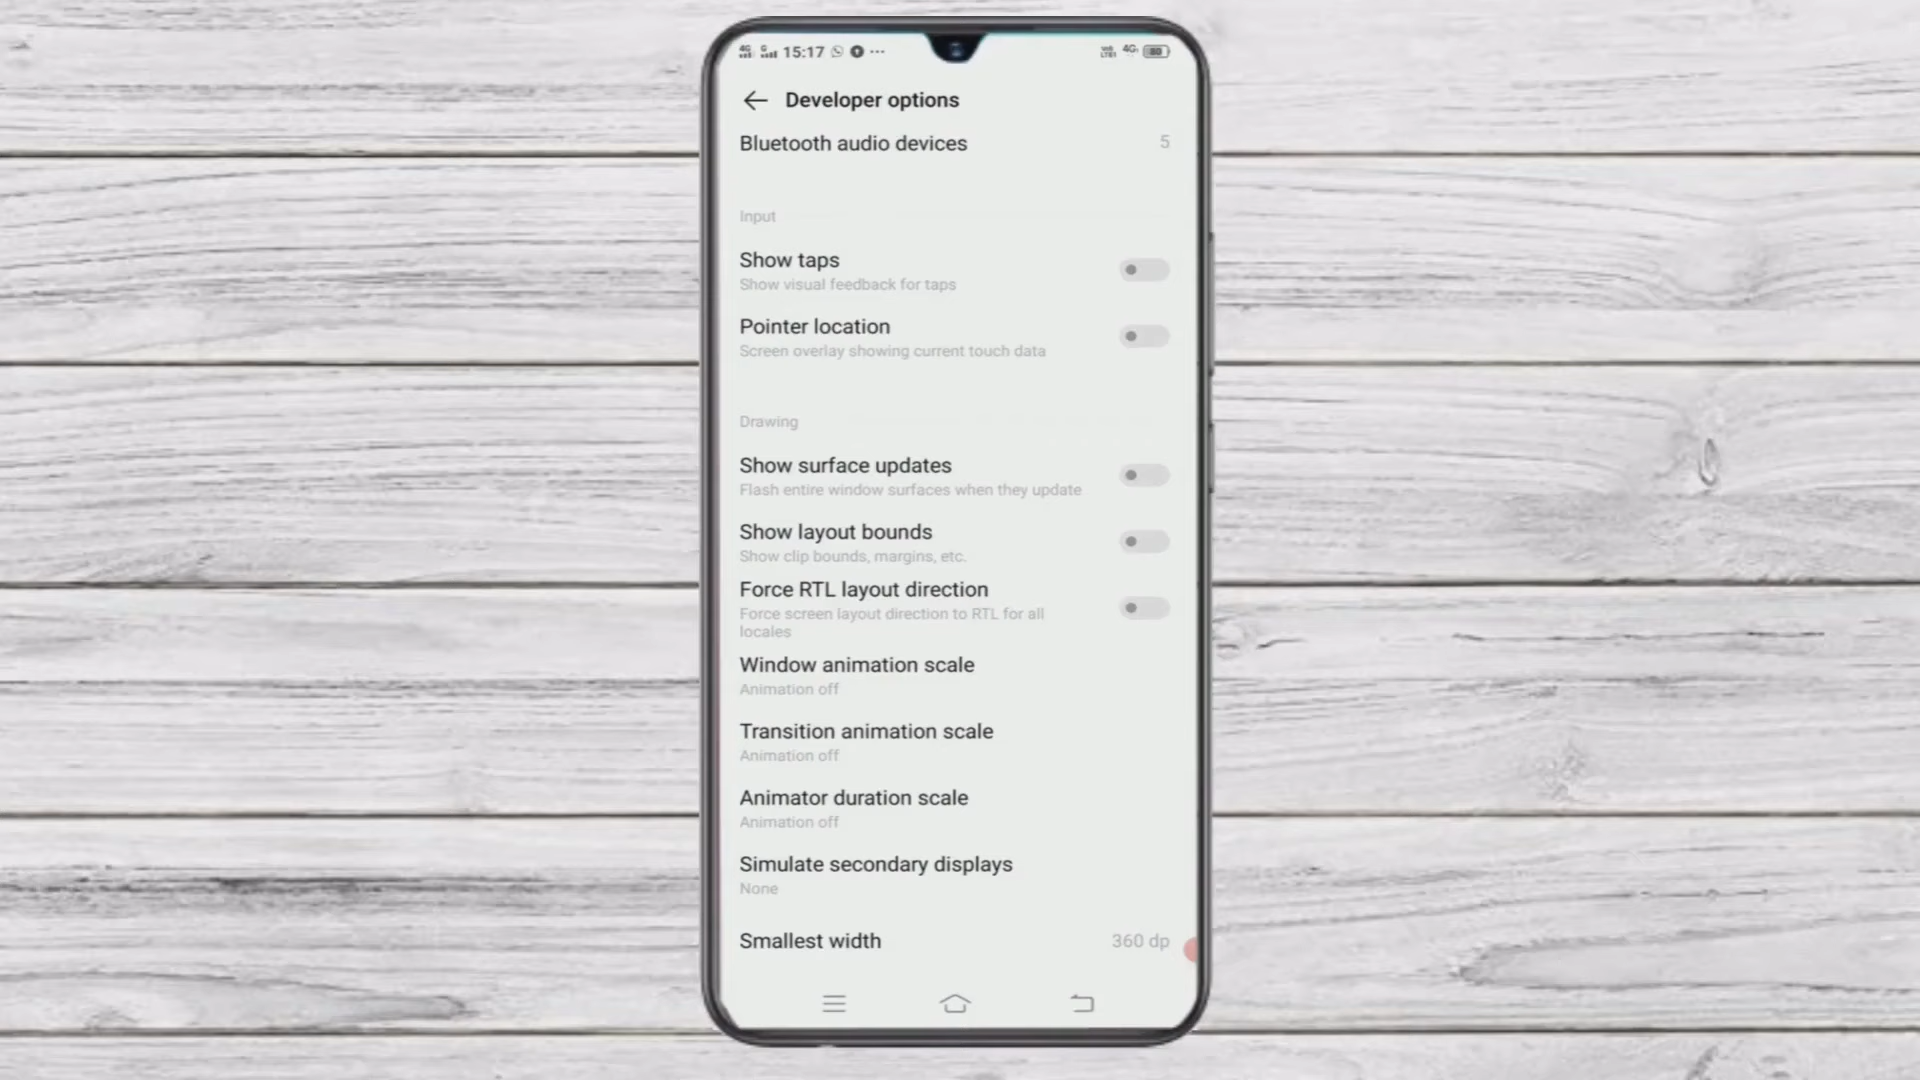 4G G 15:17 ... 4G 80
Developer options
Bluetooth audio devices 5
Input
Show taps
Show visual feedback for taps
Pointer location
Screen overlay showing current touch data
Drawing
Show surface updates
Flash entire window surfaces when they update
Show layout bounds
Show clip bounds, margins, etc.
Force RTL layout direction
Force screen layout direction to RTL for all
locales
Window animation scale
Animation off
Transition animation scale
Animation off
Animator duration scale
Animation off
Simulate secondary displays
None
Smallest width 360 dp